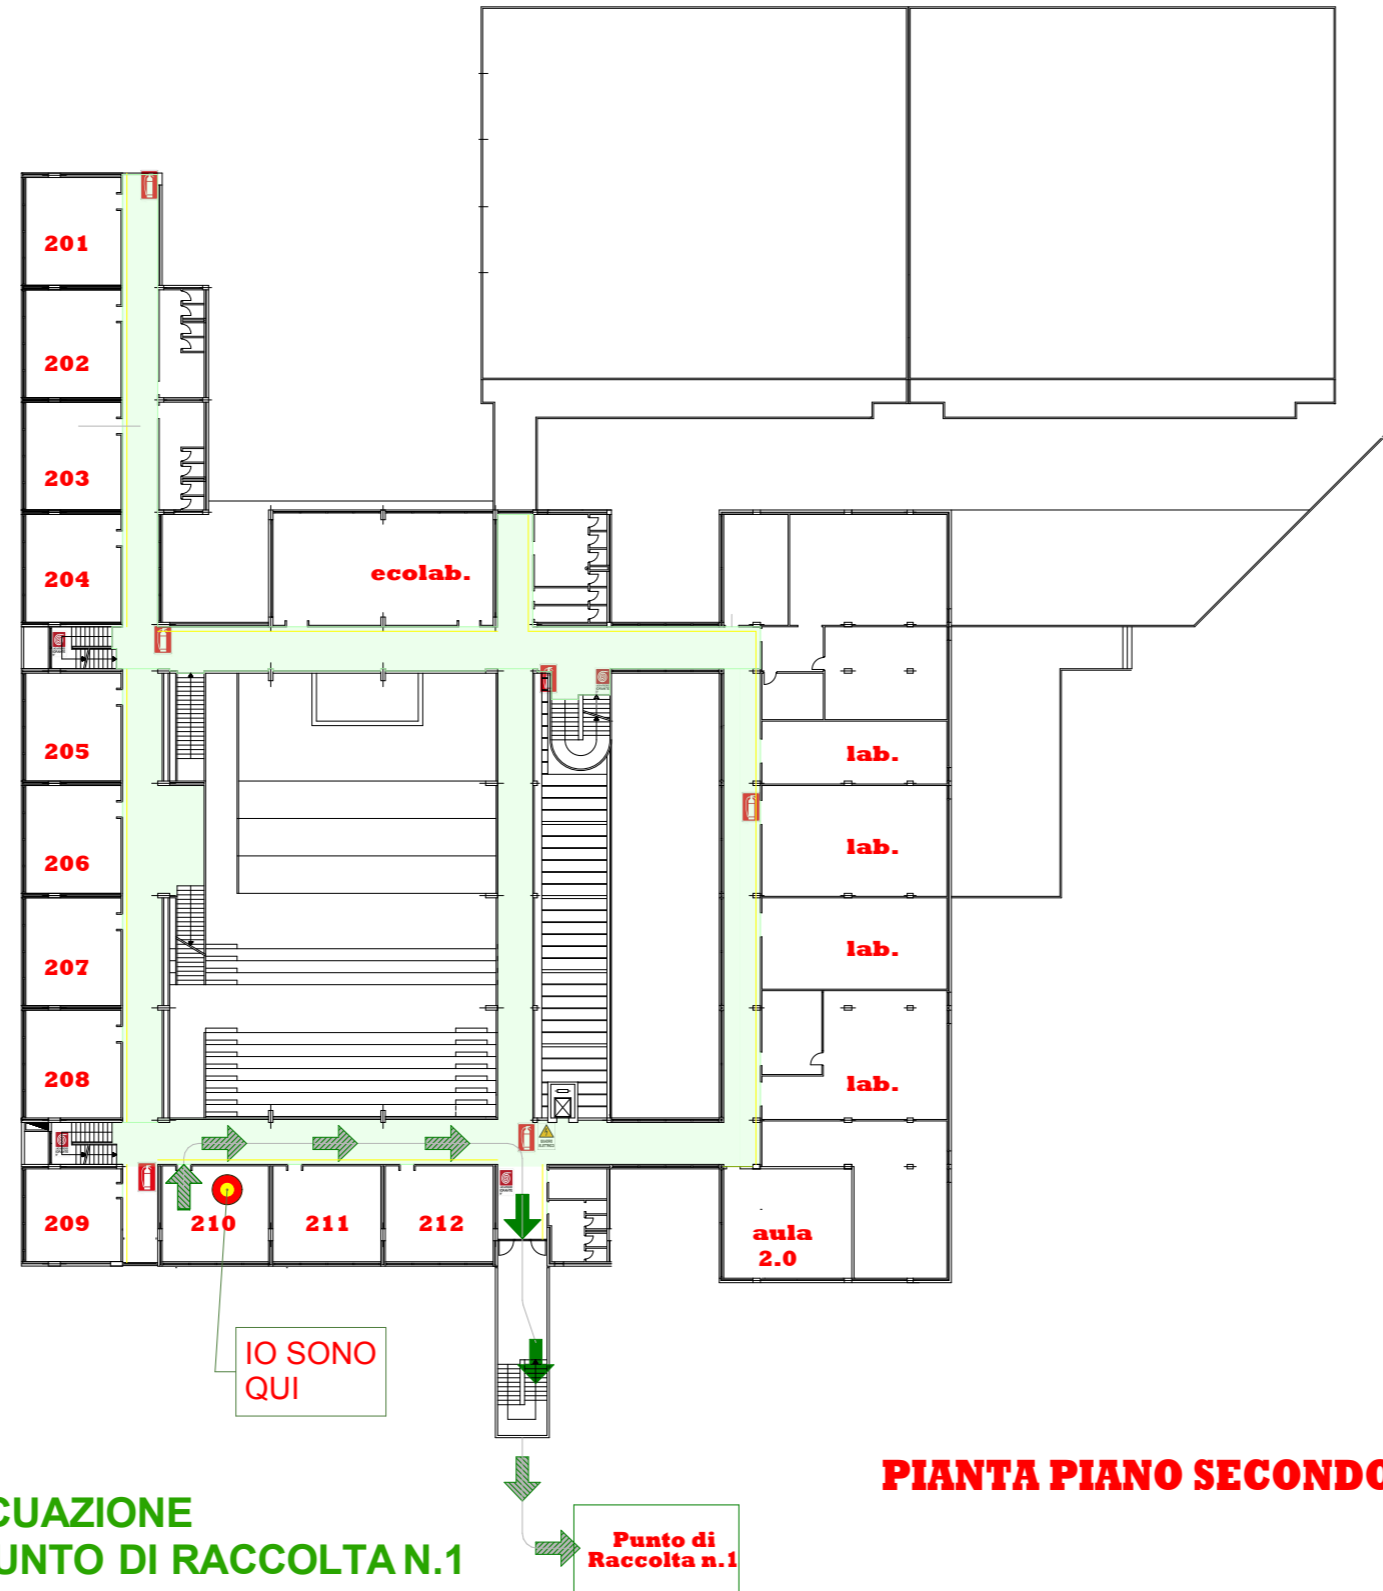 201
202
203
204
ecolab.
205
lab.
206
lab.
207
lab.
208
lab.
209
210
211
212
aula
2.0
IO SONO
QUI
PIANTA PIANO SECONDO
CUAZIONE
UNTO DI RACCOLTA N.1
Punto di
Raccolta n.1